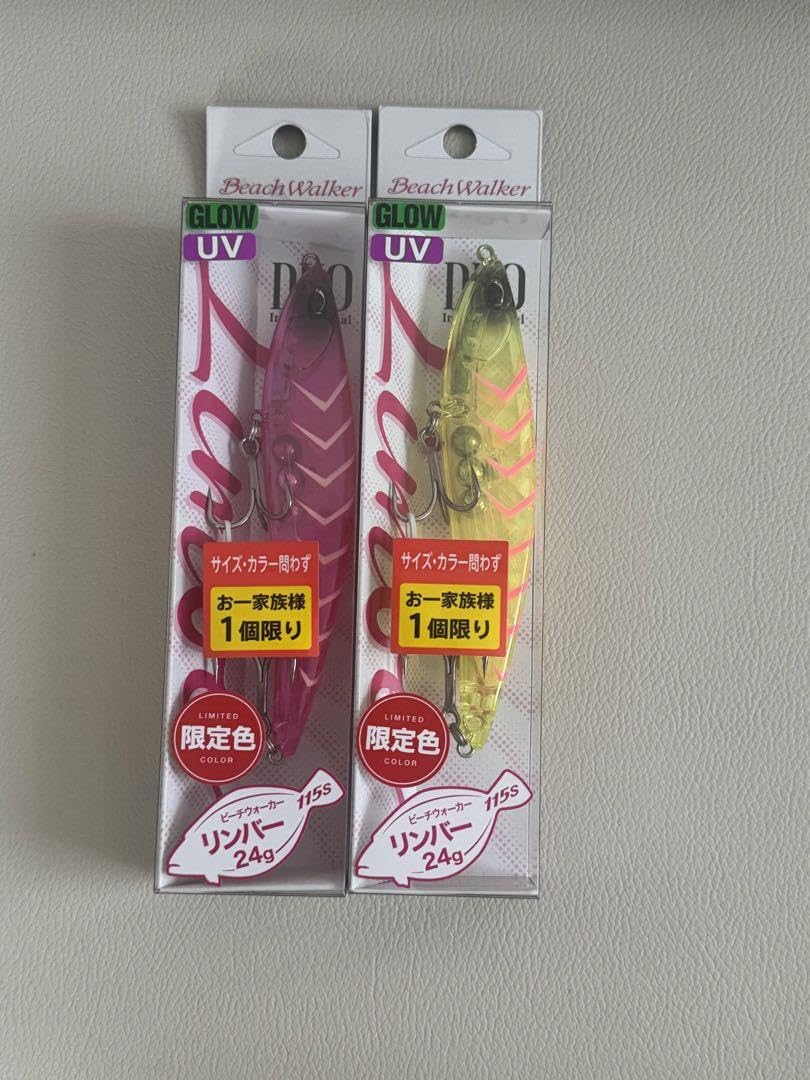 Beach Walker
GLOW
UV
サイズ・カラー問わず
お一家族様
1個限り
LIMITED
限定色
COLOR
ビーチウォーカー
リンバー
115S
24g
Beach Walker
GLOW
UV
サイズ・カラー問わず
お一家族様
1個限り
LIMITED
限定色
COLOR
ビーチウォーカー
リンバー
115S
24g